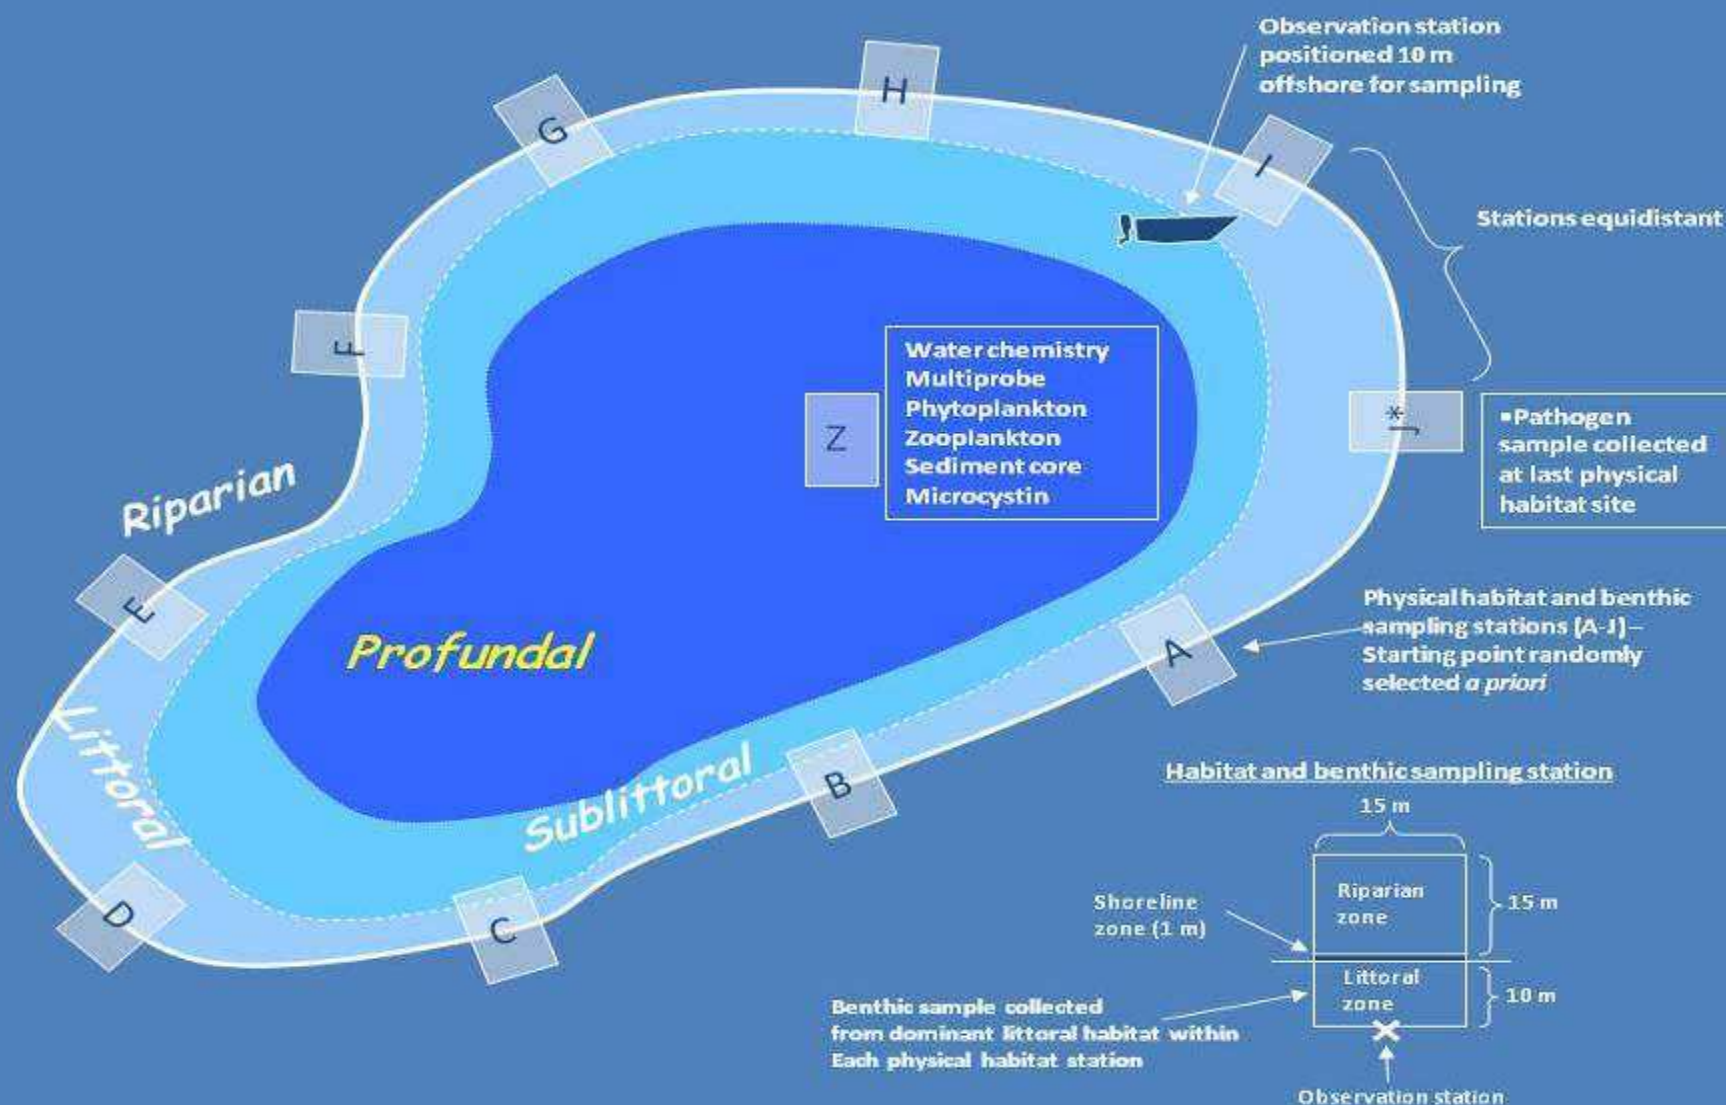 Observation station
positioned 10 m
offshore for sampling
H
G
I
Stations equidistant
F
Water chemistry
Multiprobe
Phytoplankton
Zooplankton
Sediment core
Microcystin
Z
J*
▪Pathogen
sample collected
at last physical
habitat site
Riparian
E
Profundal
A
Physical habitat and benthic
sampling stations (A-J)–
Starting point randomly
selected a priori
Littoral
Sublittoral
B
D
C
Habitat and benthic sampling station
15 m
Riparian
zone
15 m
Shoreline
zone (1 m)
Littoral
zone
10 m
Benthic sample collected
from dominant littoral habitat within
Each physical habitat station
Observation station